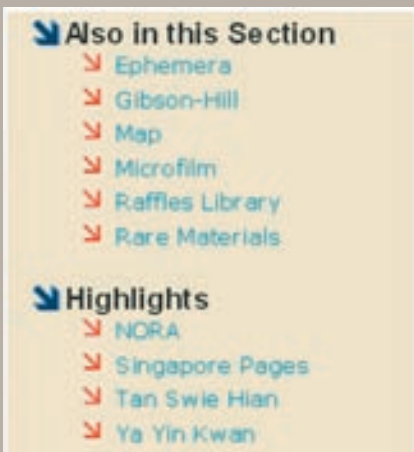 Also in this Section
Ephemera
Gibson-Hill
Map
Microfilm
Raffles Library
Rare Materials
Highlights
NORA
Singapore Pages
Tan Swie Hian
Ya Yin Kwan